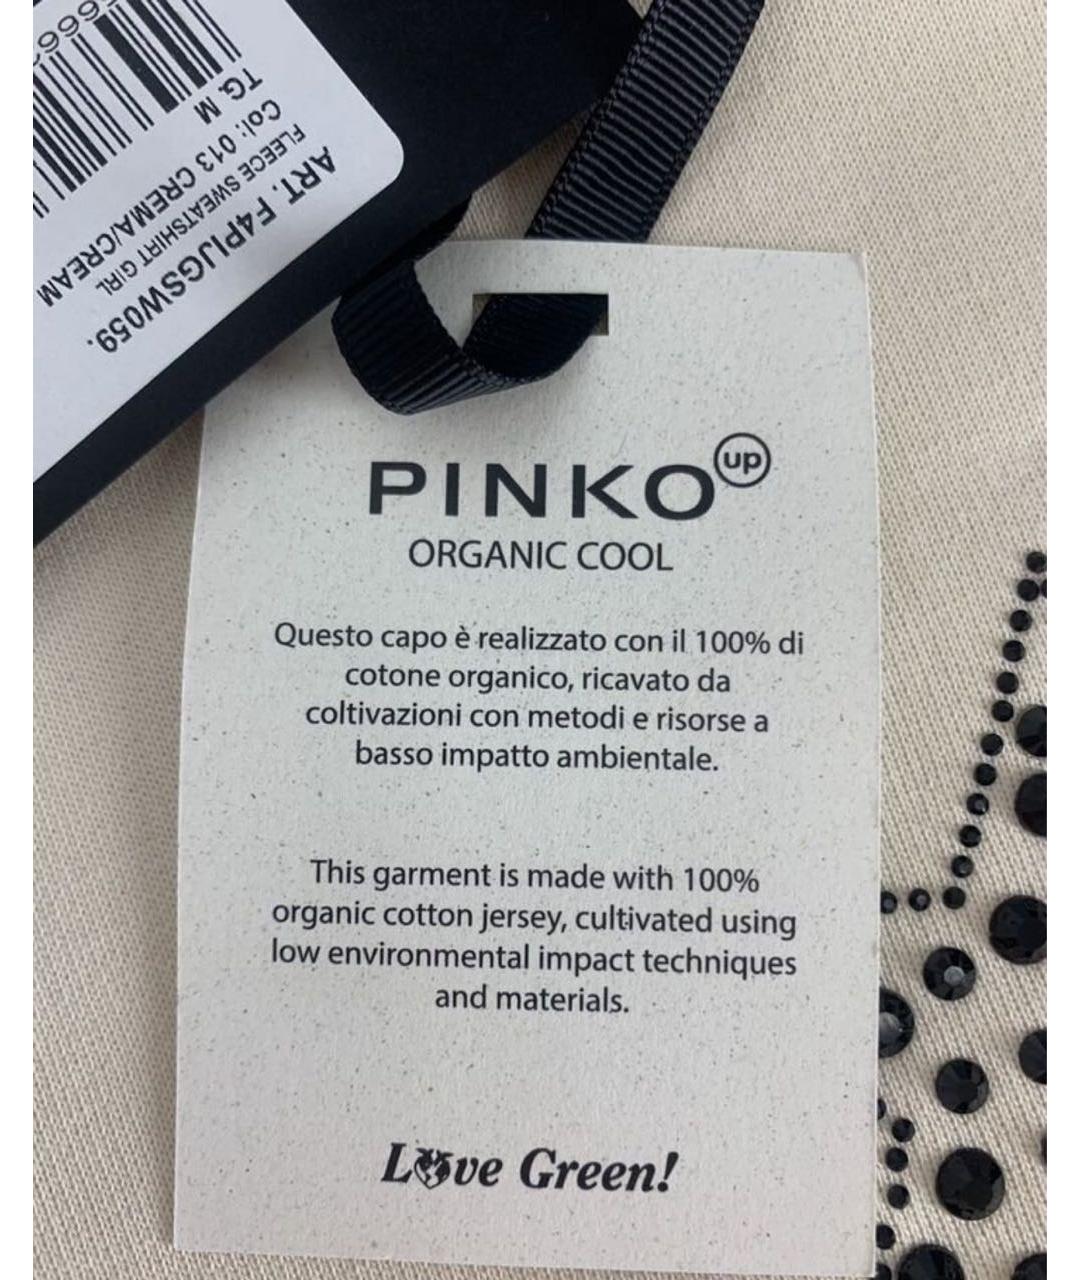 ART. F4PIJGSW059.
FLEECE SWEATSHIRT GIRL
Col: 013 CREMA/CREAM
TG. M
PINKO up
ORGANIC COOL
Questo capo è realizzato con il 100% di
cotone organico, ricavato da
coltivazioni con metodi e risorse a
basso impatto ambientale.
This garment is made with 100%
organic cotton jersey, cultivated using
low environmental impact techniques
and materials.
Love Green!